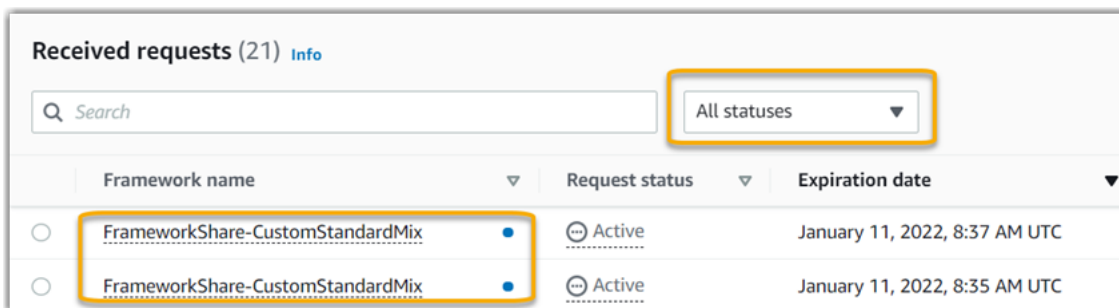 Received requests (21) Info
Search
All statuses
Framework name Request status Expiration date
FrameworkShare-CustomStandardMix Active January 11, 2022, 8:37 AM UTC
FrameworkShare-CustomStandardMix Active January 11, 2022, 8:35 AM UTC